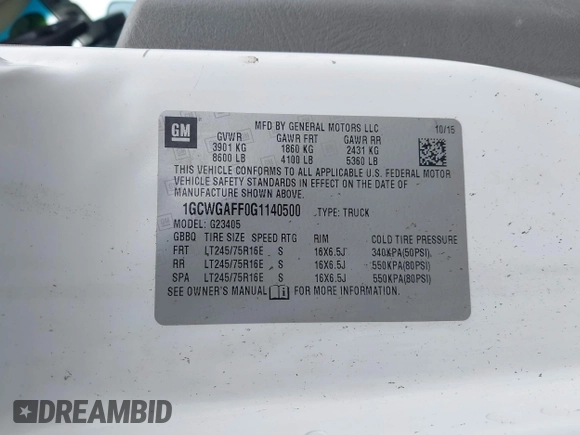 GM
MFD BY GENERAL MOTORS LLC 10/15
GVWR GAWR FRT GAWR RR
3901 KG 1860 KG 2431 KG
8600 LB 4100 LB 5360 LB
THIS VEHICLE CONFORMS TO ALL APPLICABLE U.S. FEDERAL MOTOR
VEHICLE SAFETY STANDARDS IN EFFECT ON THE DATE OF
MANUFACTURE SHOWN ABOVE.
1GCWGAFF0G1140500 TYPE: TRUCK
MODEL: G23405
GBBQ TIRE SIZE SPEED RTG RIM COLD TIRE PRESSURE
FRT LT245/75R16E S 16X6.5J 340KPA(50PSI)
RR LT245/75R16E S 16X6.5J 550KPA(80PSI)
SPA LT245/75R16E S 16X6.5J 550KPA(80PSI)
SEE OWNER'S MANUAL FOR MORE INFORMATION
DREAMBID